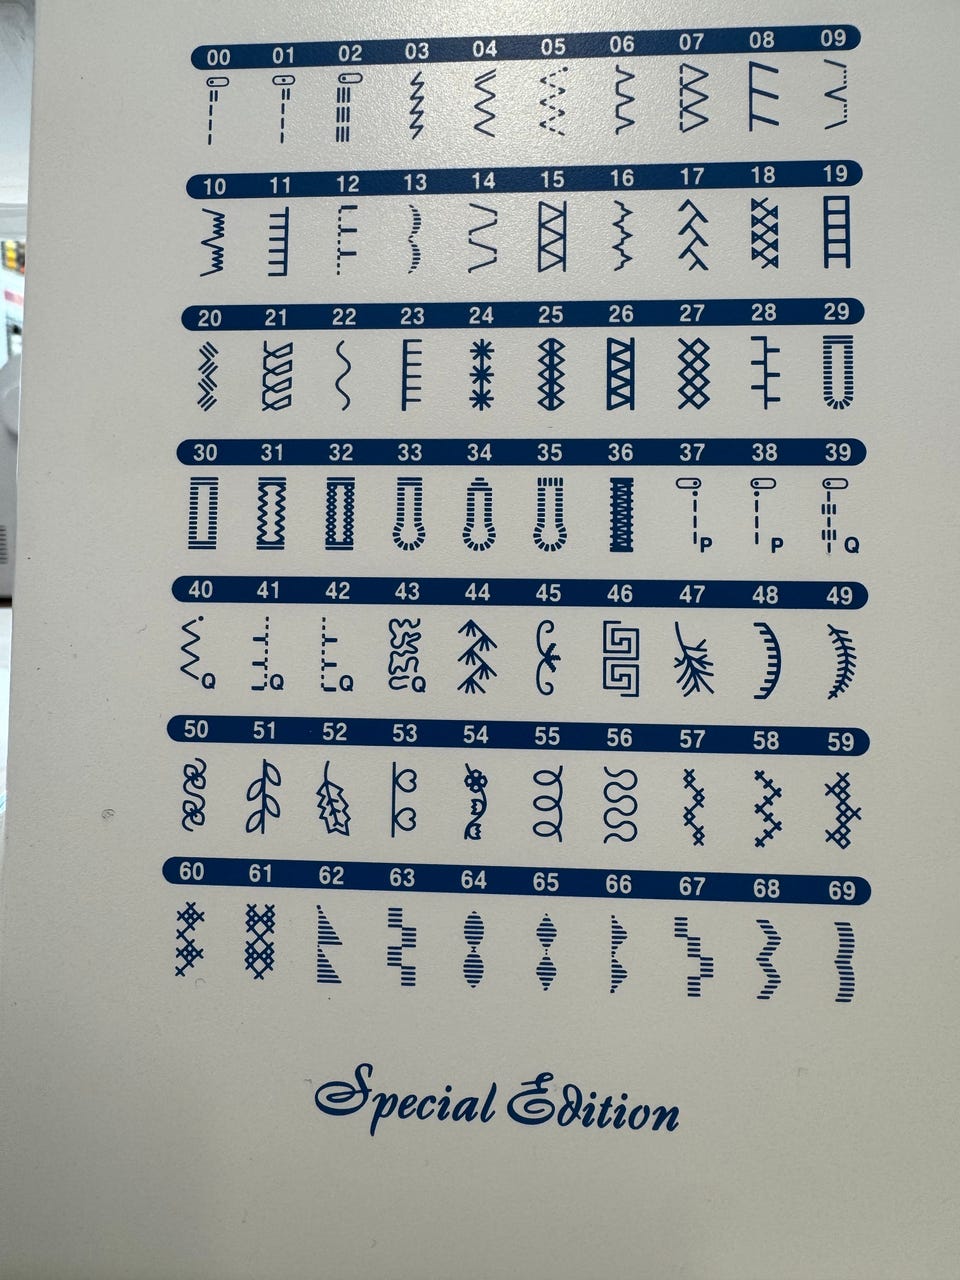 00 01 02 03 04 05 06 07 08 09
10 11 12 13 14 15 16 17 18 19
20 21 22 23 24 25 26 27 28 29
30 31 32 33 34 35 36 37 38 39
P P Q
40 41 42 43 44 45 46 47 48 49
Q Q Q Q
50 51 52 53 54 55 56 57 58 59
60 61 62 63 64 65 66 67 68 69
Special Edition